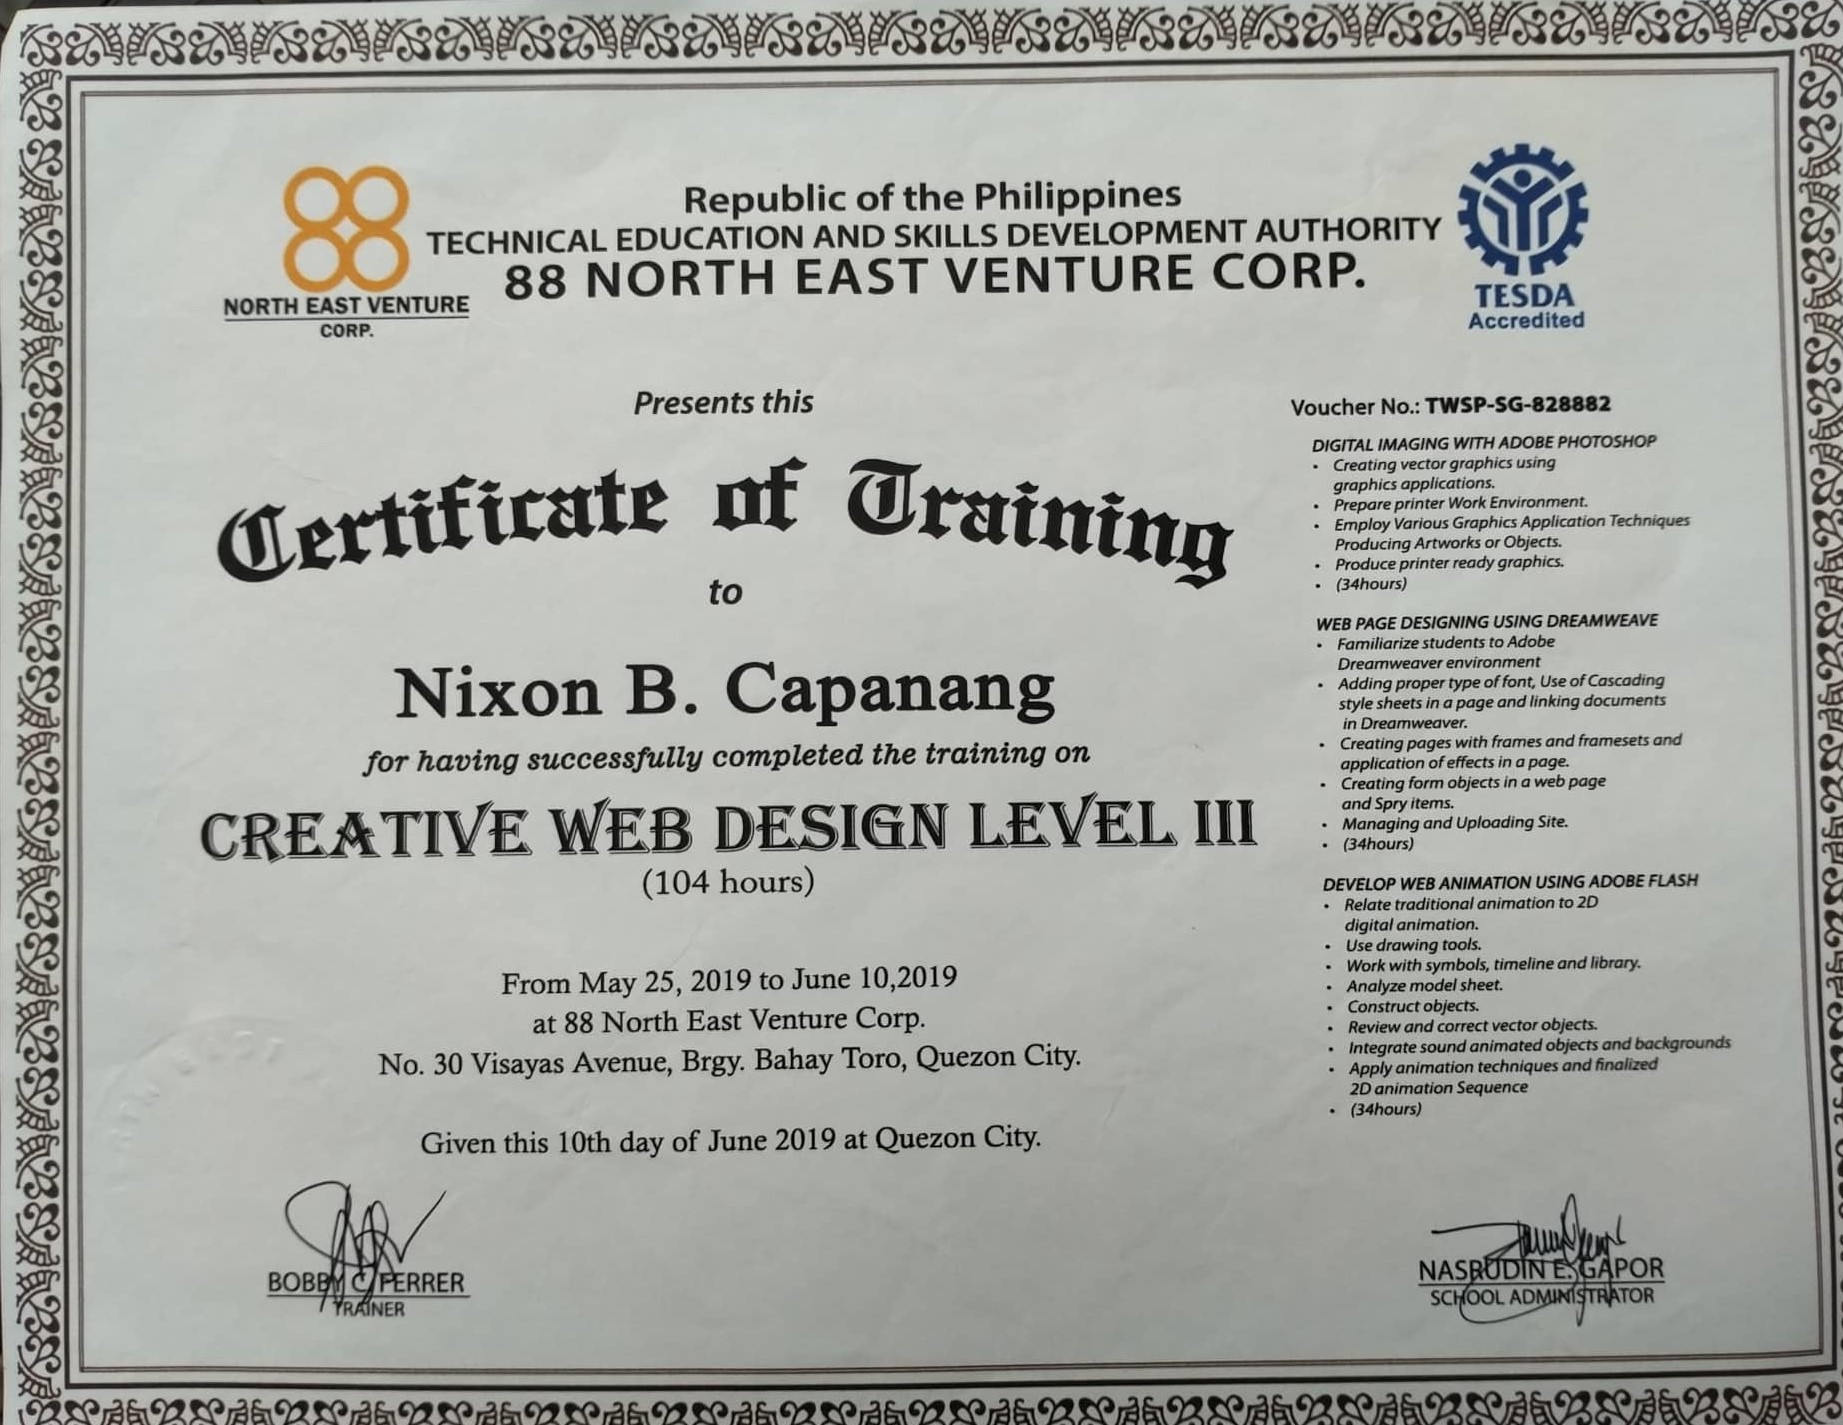 NORTH EAST VENTURE
CORP.
Republic of the Philippines
TECHNICAL EDUCATION AND SKILLS DEVELOPMENT AUTHORITY
88 NORTH EAST VENTURE CORP.
TESDA
Accredited
Presents this
Certificate of Training
to
Nixon B. Capanang
for having successfully completed the training on
CREATIVE WEB DESIGN LEVEL III
(104 hours)
From May 25, 2019 to June 10,2019
at 88 North East Venture Corp.
No. 30 Visayas Avenue, Brgy. Bahay Toro, Quezon City.
Given this 10th day of June 2019 at Quezon City.
BOBBY C. FERRER
TRAINER
Voucher No.: TWSP-SG-828882
DIGITAL IMAGING WITH ADOBE PHOTOSHOP
• Creating vector graphics using
graphics applications.
• Prepare printer Work Environment.
• Employ Various Graphics Application Techniques
Producing Artworks or Objects.
• Produce printer ready graphics.
• (34hours)
WEB PAGE DESIGNING USING DREAMWEAVE
• Familiarize students to Adobe
Dreamweaver environment
• Adding proper type of font, Use of Cascading
style sheets in a page and linking documents
in Dreamweaver.
• Creating pages with frames and framesets and
application of effects in a page.
• Creating form objects in a web page
and Spry items.
• Managing and Uploading Site.
• (34hours)
DEVELOP WEB ANIMATION USING ADOBE FLASH
• Relate traditional animation to 2D
digital animation.
• Use drawing tools.
• Work with symbols, timeline and library.
• Analyze model sheet.
• Construct objects.
• Review and correct vector objects.
• Integrate sound animated objects and backgrounds
• Apply animation techniques and finalized
2D animation Sequence
• (34hours)
NASRUDIN E. GAPOR
SCHOOL ADMINISTRATOR